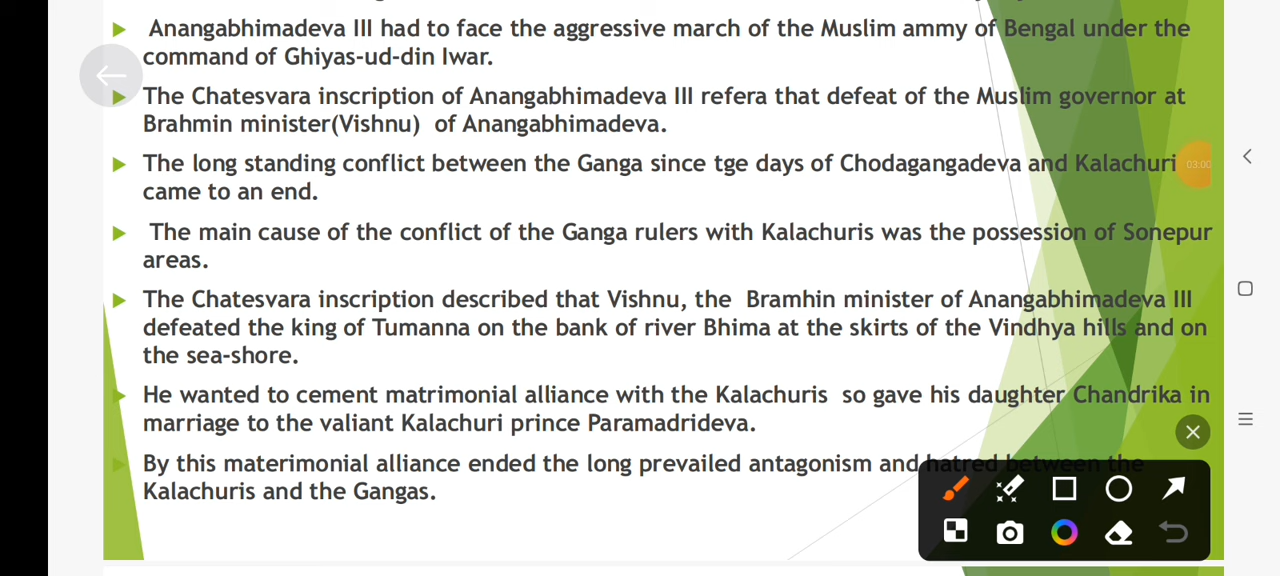 Anangabhimadeva III had to face the aggressive march of the Muslim ammy of Bengal under the
command of Ghiyas-ud-din Iwar.
The Chatesvara inscription of Anangabhimadeva III refera that defeat of the Muslim governor at
Brahmin minister(Vishnu) of Anangabhimadeva.
The long standing conflict between the Ganga since tge days of Chodagangadeva and Kalachuri
03:00
came to an end.
The main cause of the conflict of the Ganga rulers with Kalachuris was the possession of Sonepur
areas.
The Chatesvara inscription described that Vishnu, the Bramhin minister of Anangabhimadeva III
defeated the king of Tumanna on the bank of river Bhima at the skirts of the Vindhya hills and on
the sea-shore.
He wanted to cement matrimonial alliance with the Kalachuris so gave his daughter Chandrika in
marriage to the valiant Kalachuri prince Paramadrideva.
By this materimonial alliance ended the long prevailed antagonism and hatred between the
Kalachuris and the Gangas.